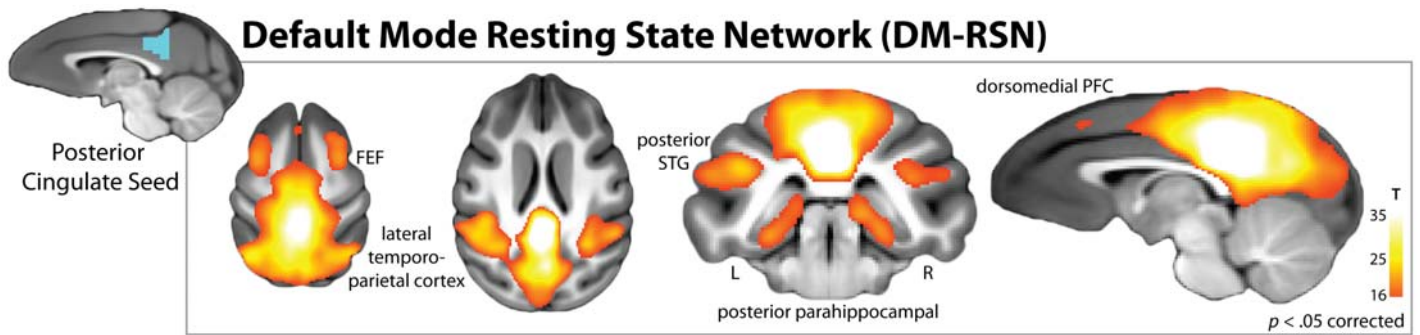 Default Mode Resting State Network (DM-RSN)
Posterior
Cingulate Seed
FEF
lateral
temporo-
parietal cortex
posterior
STG
L
R
posterior parahippocampal
dorsomedial PFC
T
35
25
16
p < .05 corrected